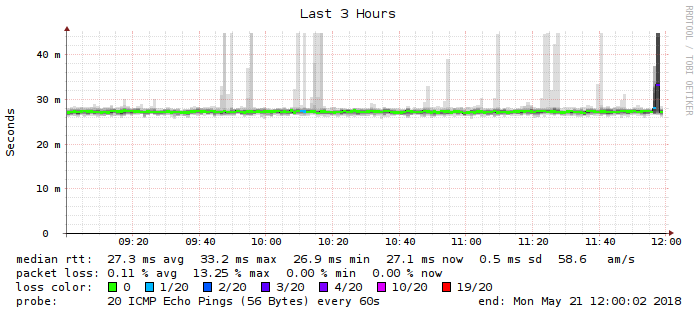 Last 3 Hours
RRDTOOL / TOBI OETIKER
Seconds
40 m
30 m
20 m
10 m
0
09:20 09:40 10:00 10:20 10:40 11:00 11:20 11:40 12:00
median rtt: 27.3 ms avg 33.2 ms max 26.9 ms min 27.1 ms now 0.5 ms sd 58.6 am/s
packet loss: 0.11 % avg 13.25 % max 0.00 % min 0.00 % now
loss color: 0 1/20 2/20 3/20 4/20 10/20 19/20
probe: 20 ICMP Echo Pings (56 Bytes) every 60s end: Mon May 21 12:00:02 2018